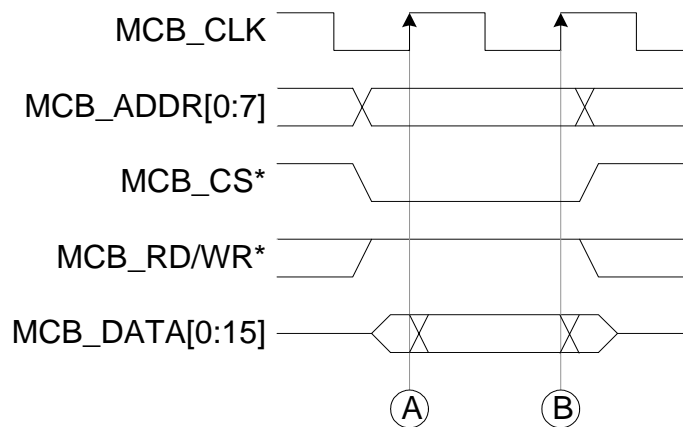 MCB_CLK
MCB_ADDR[0:7]
MCB_CS*
MCB_RD/WR*
MCB_DATA[0:15]
A B